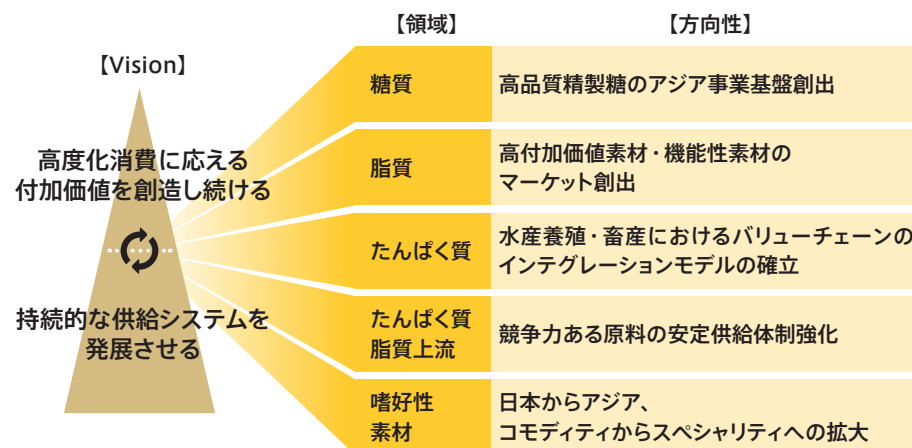 【Vision】
高度化消費に応える
付加価値を創造し続ける
持続的な供給システムを
発展させる
【領域】
【方向性】
糖質
高品質精製糖のアジア事業基盤創出
脂質
高付加価値素材・機能性素材の
マーケット創出
たんぱく質
水産養殖・畜産におけるバリューチェーンの
インテグレーションモデルの確立
たんぱく質
脂質上流
競争力ある原料の安定供給体制強化
嗜好性
素材
日本からアジア、
コモディティからスペシャリティへの拡大